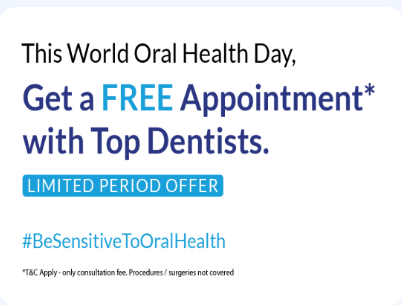 This World Oral Health Day,
Get a FREE Appointment*
with Top Dentists.
LIMITED PERIOD OFFER
#BeSensitiveToOralHealth
*T&C Apply - only consultation fee. Procedures / surgeries not covered